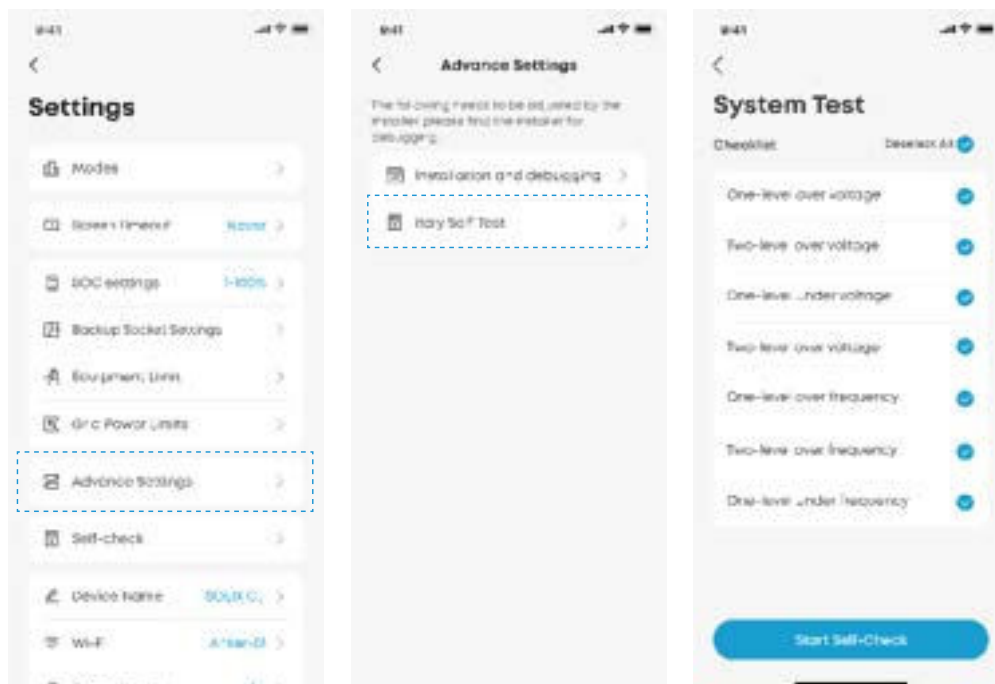 9:41
Settings
Modes
Screen Timeout Never
SOC settings
Backup Socket Settings
Equipment Limit
Grid Power Limits
Advance Settings
Self-check
Device Name
Wi-Fi
9:41
Advance Settings
The following needs to be adjusted by the
installer please find the installer for
debugging
Installation and debugging
Italy Self Test
9:41
System Test
Checklist Deselect All
One-level over voltage
Two-level over voltage
One-level under voltage
Two-level over voltage
One-level over frequency
Two-level over frequency
One-level under frequency
Start Self-Check